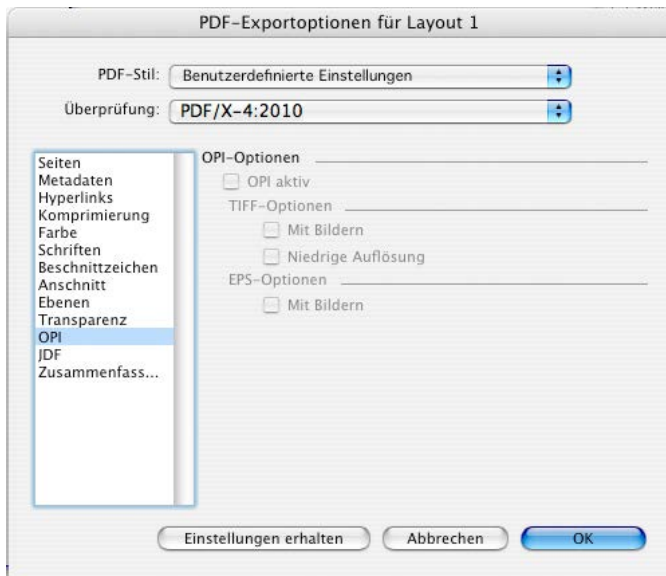 PDF-Exportoptionen für Layout 1
PDF-Stil: Benutzerdefinierte Einstellungen
Überprüfung: PDF/X-4:2010
Seiten
Metadaten
Hyperlinks
Komprimierung
Farbe
Schriften
Beschnittzeichen
Anschnitt
Ebenen
Transparenz
OPI
JDF
Zusammenfass...
OPI-Optionen
OPI aktiv
TIFF-Optionen
Mit Bildern
Niedrige Auflösung
EPS-Optionen
Mit Bildern
Einstellungen erhalten Abbrechen OK